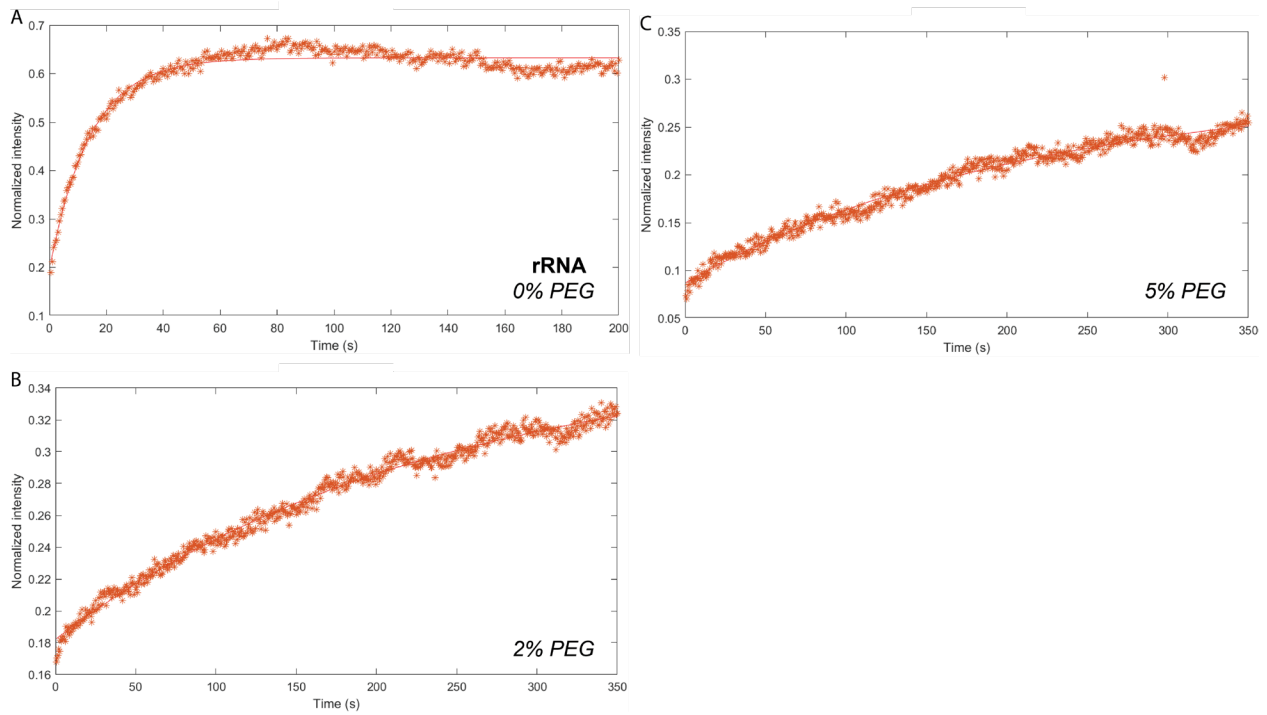 A
0.7
0.6
0.5
0.4
0.3
0.2
0.1
Normalized intensity
rRNA
0% PEG
0 20 40 60 80 100 120 140 160 180 200
Time (s)
B
0.34
0.32
0.3
0.28
0.26
0.24
0.22
0.2
0.18
0.16
Normalized intensity
2% PEG
0 50 100 150 200 250 300 350
Time (s)
C
0.35
0.3
0.25
0.2
0.15
0.1
0.05
Normalized intensity
5% PEG
0 50 100 150 200 250 300 350
Time (s)